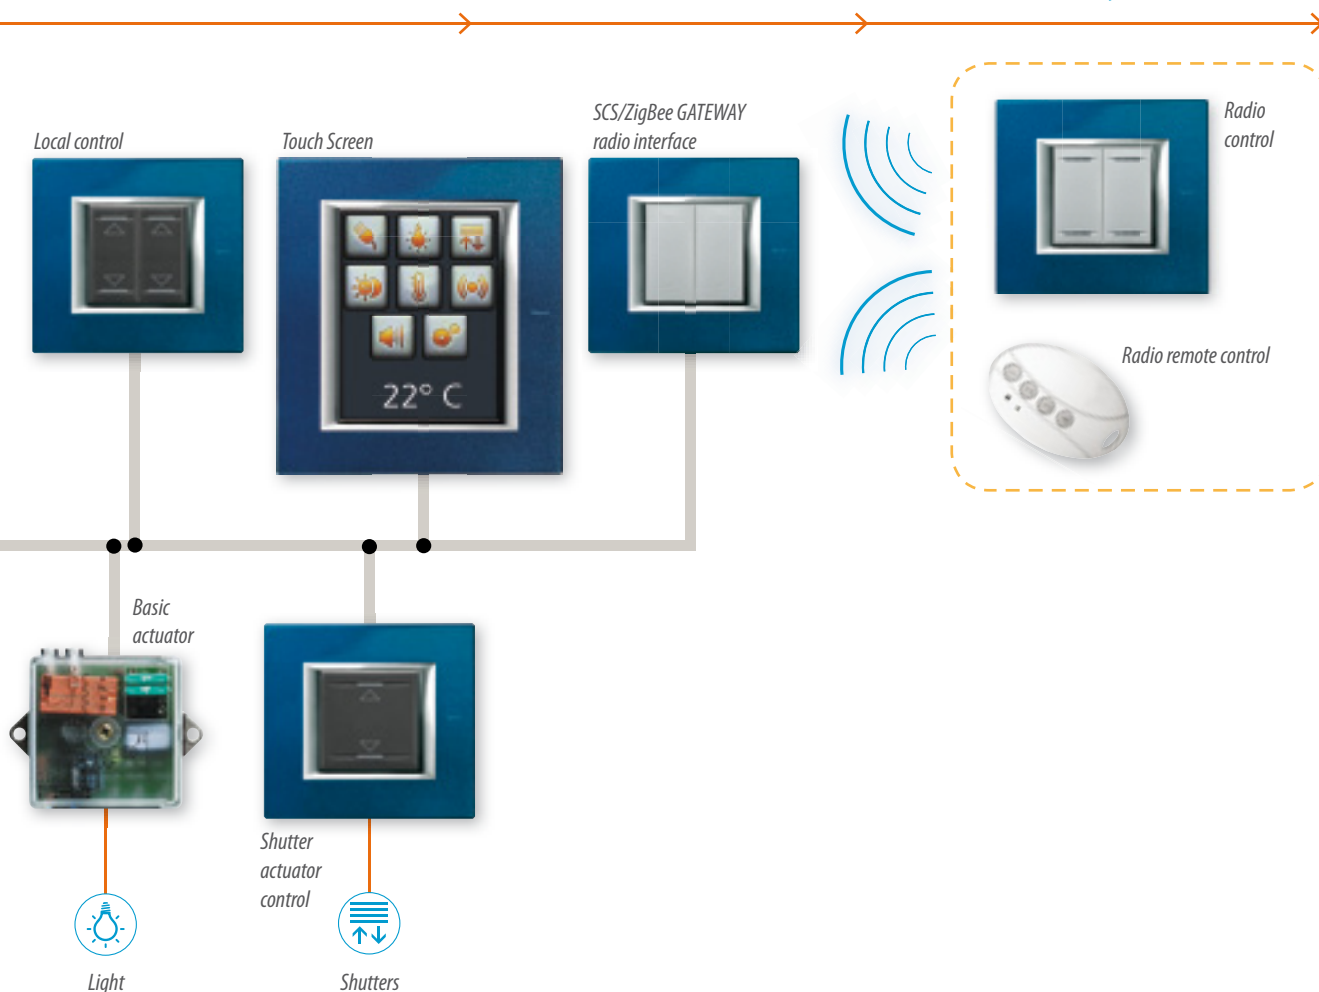 Local control
Touch Screen
SCS/ZigBee GATEWAY
radio interface
Radio
control
22° C
Radio remote control
Basic
actuator
Shutter
actuator
control
Light
Shutters